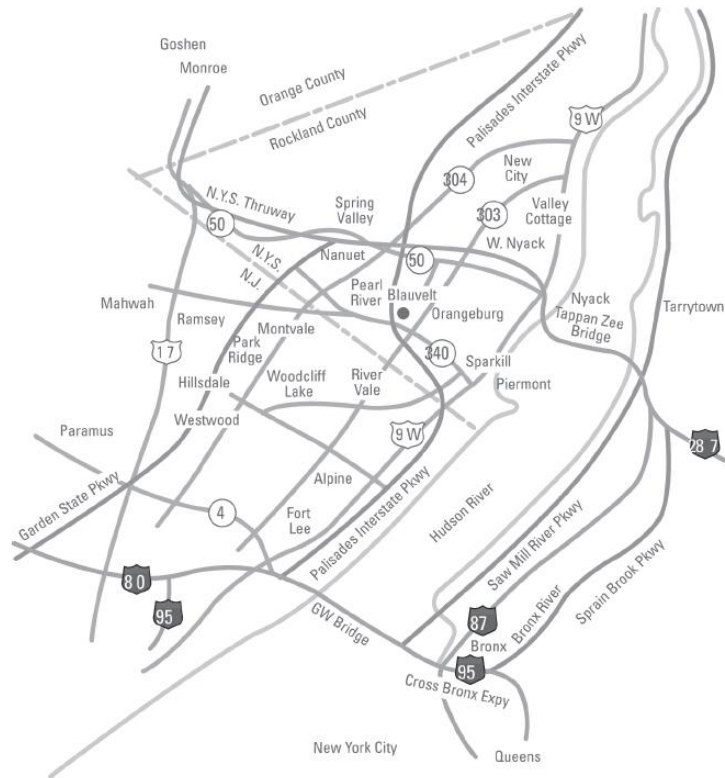 Goshen
Monroe
Orange County
Rockland County
Palisades Interstate Pkwy
9 W
304
New
City
303
Valley
Cottage
N.Y.S. Thruway
Spring
Valley
50
W. Nyack
N.Y.S.
N.J.
Nanuet
50
Pearl
River
Blauvelt
Orangeburg
Nyack
Tappan Zee
Bridge
Tarrytown
Mahwah
Ramsey
Montvale
17
Park
Ridge
340
Sparkill
Piermont
Hillsdale
Woodcliff
Lake
River
Vale
Westwood
9 W
Paramus
287
Garden State Pkwy
4
Alpine
Fort
Lee
Palisades Interstate Pkwy
Hudson River
Saw Mill River Pkwy
Sprain Brook Pkwy
80
95
GW Bridge
87
Bronx River
Bronx
95
Cross Bronx Expy
New York City
Queens